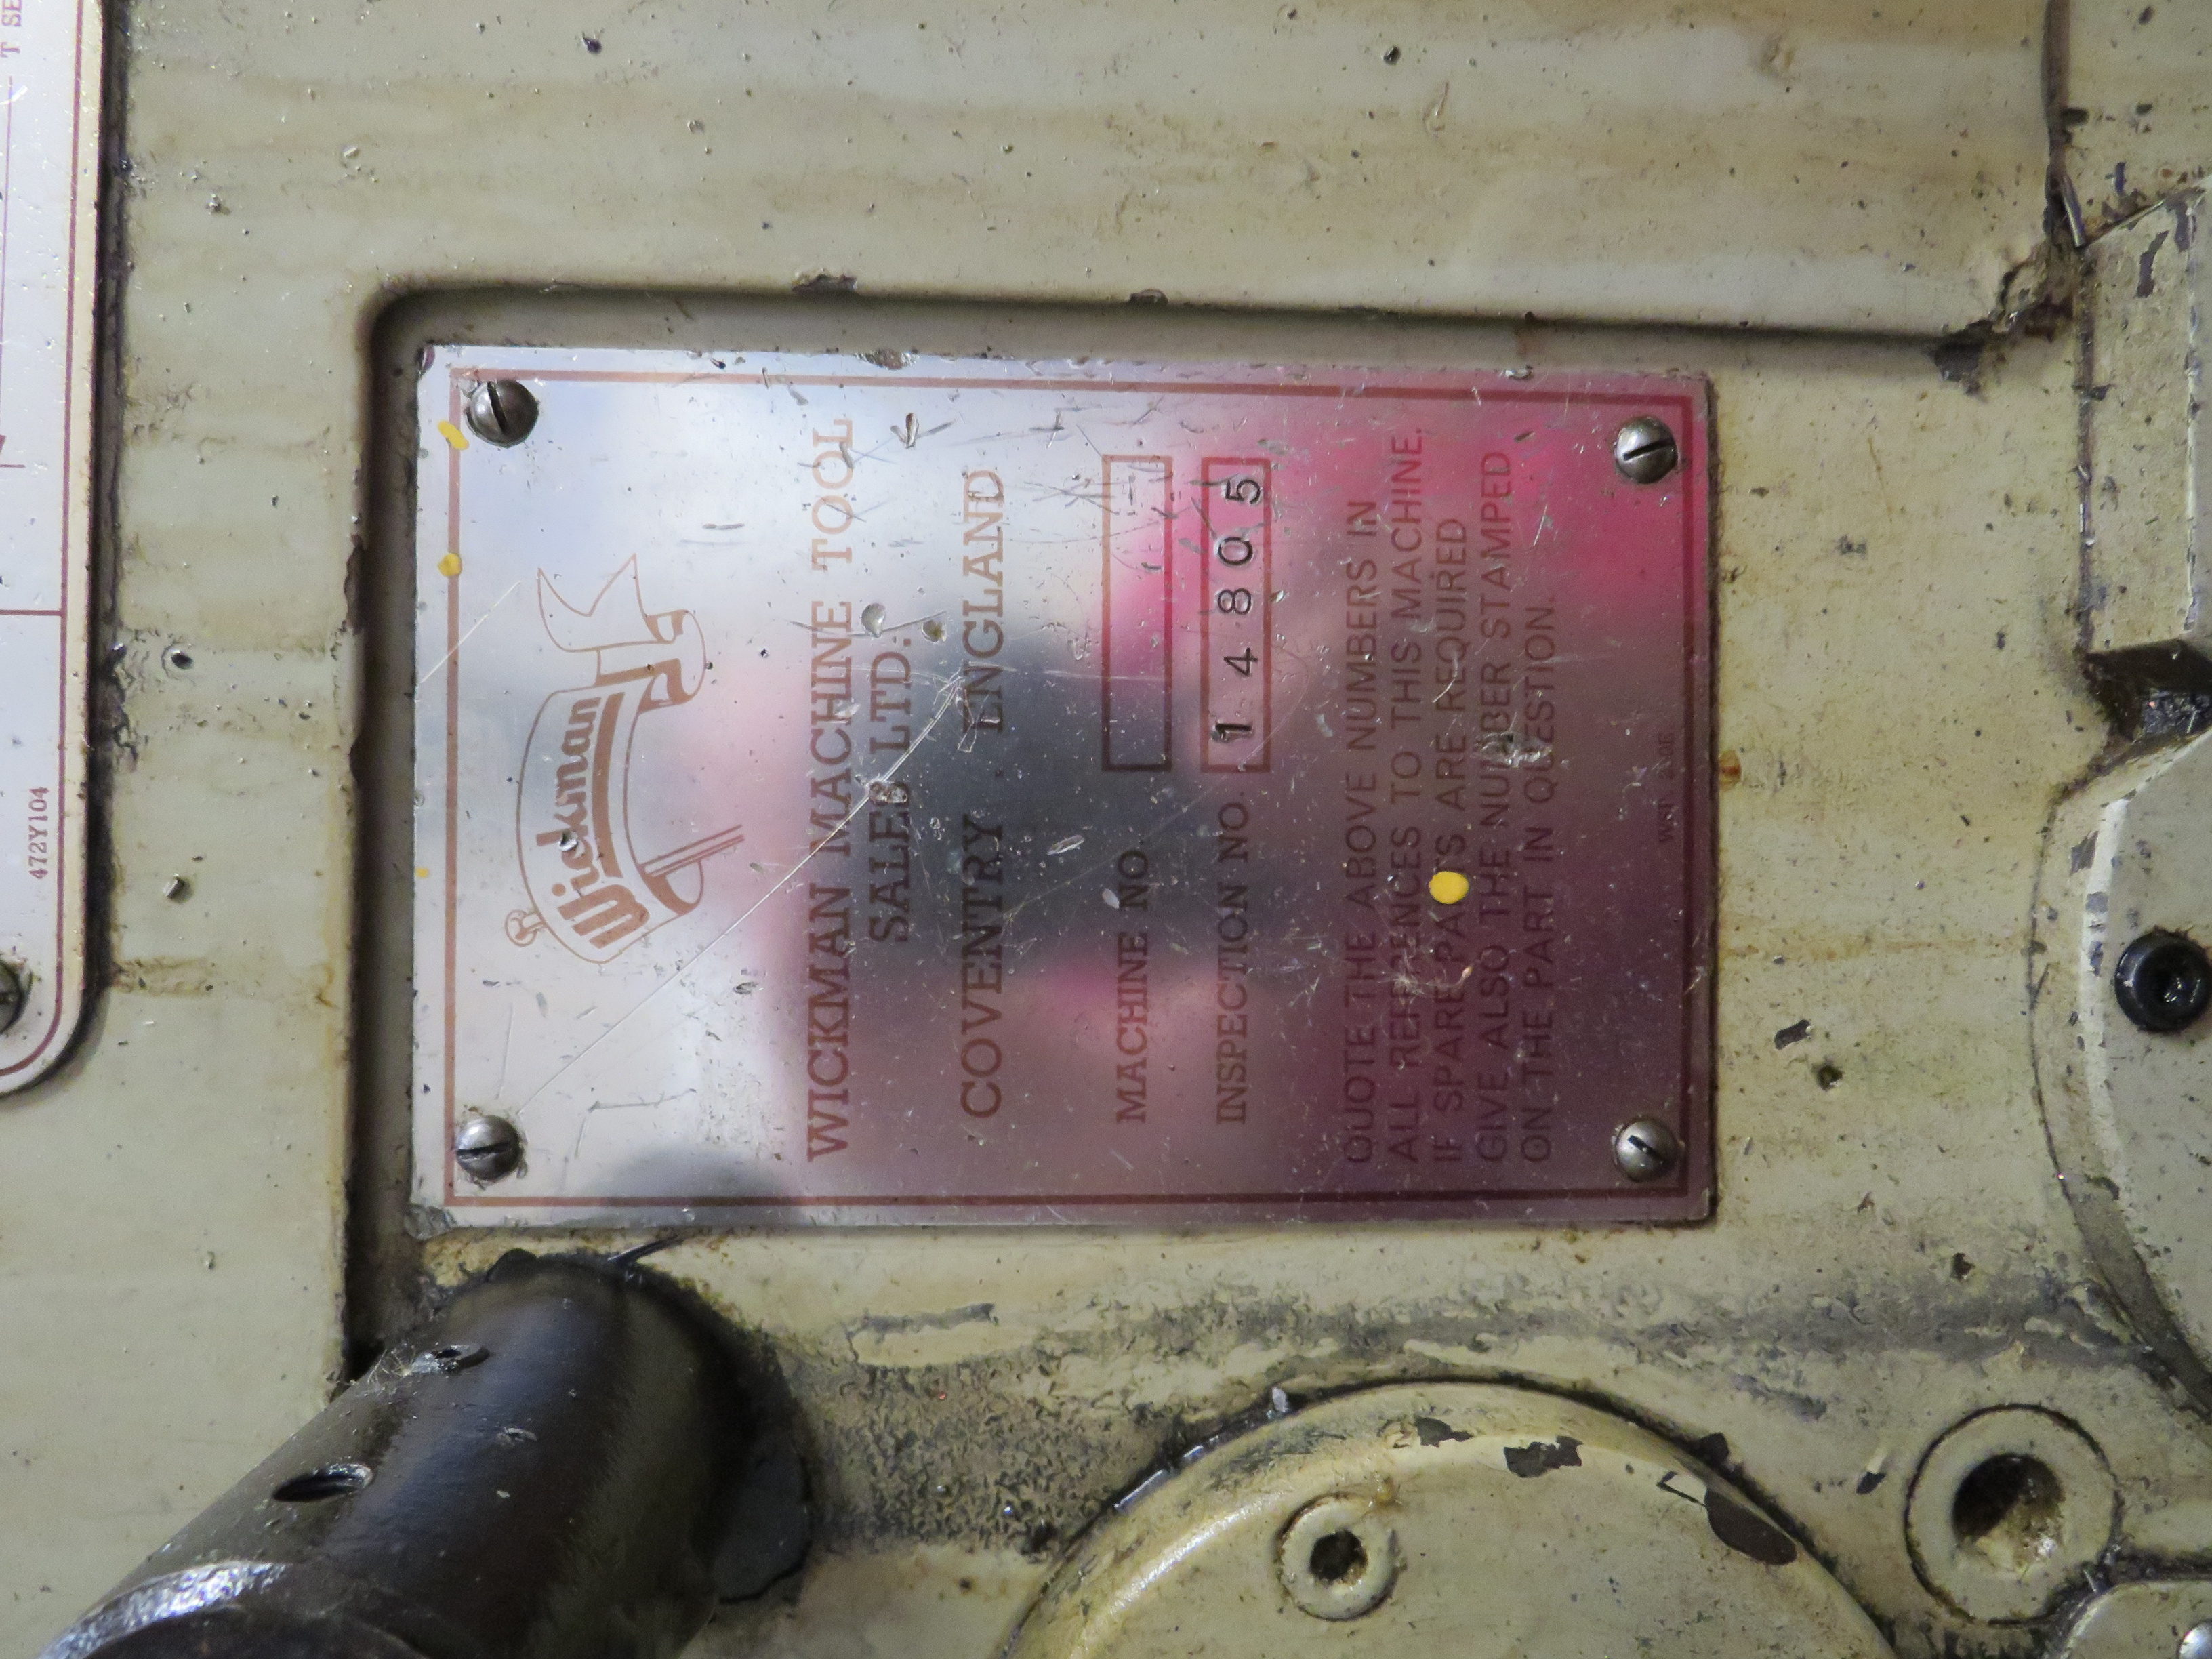 Wickman
WICKMAN MACHINE TOOL
SALES LTD.
COVENTRY ENGLAND
MACHINE NO
INSPECTION NO. 14805
QUOTE THE ABOVE NUMBERS IN
ALL REFERENCES TO THIS MACHINE.
IF SPARE PARTS ARE REQUIRED
GIVE ALSO THE NUMBER STAMPED
ON THE PART IN QUESTION.
472Y104